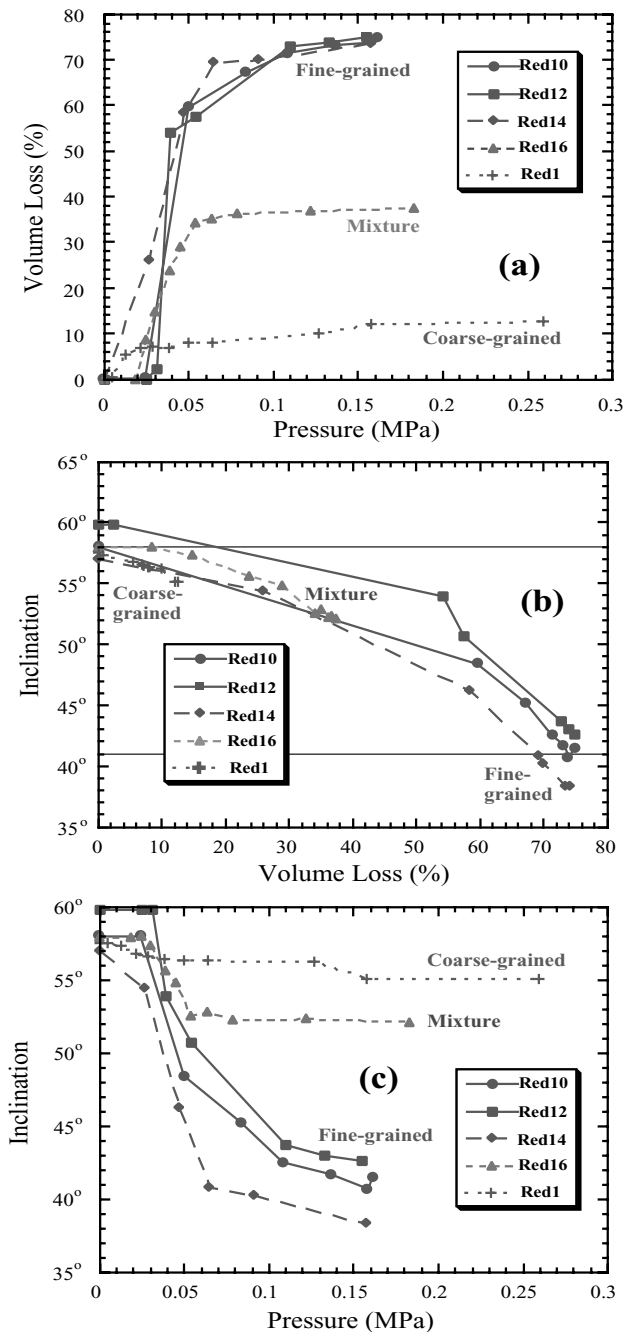 80
70
60
50
40
30
20
10
0
Volume Loss (%)
Fine-grained
Red10
Red12
Red14
Red16
Red1
Mixture
(a)
Coarse-grained
0 0.05 0.1 0.15 0.2 0.25 0.3
Pressure (MPa)
65°
60°
55°
50°
45°
40°
35°
Inclination
Coarse-
grained
Mixture
(b)
Red10
Red12
Red14
Red16
Red1
Fine-
grained
0 10 20 30 40 50 60 70 80
Volume Loss (%)
60°
55°
50°
45°
40°
35°
Inclination
Coarse-grained
Mixture
(c)
Fine-grained
Red10
Red12
Red14
Red16
Red1
0 0.05 0.1 0.15 0.2 0.25 0.3
Pressure (MPa)